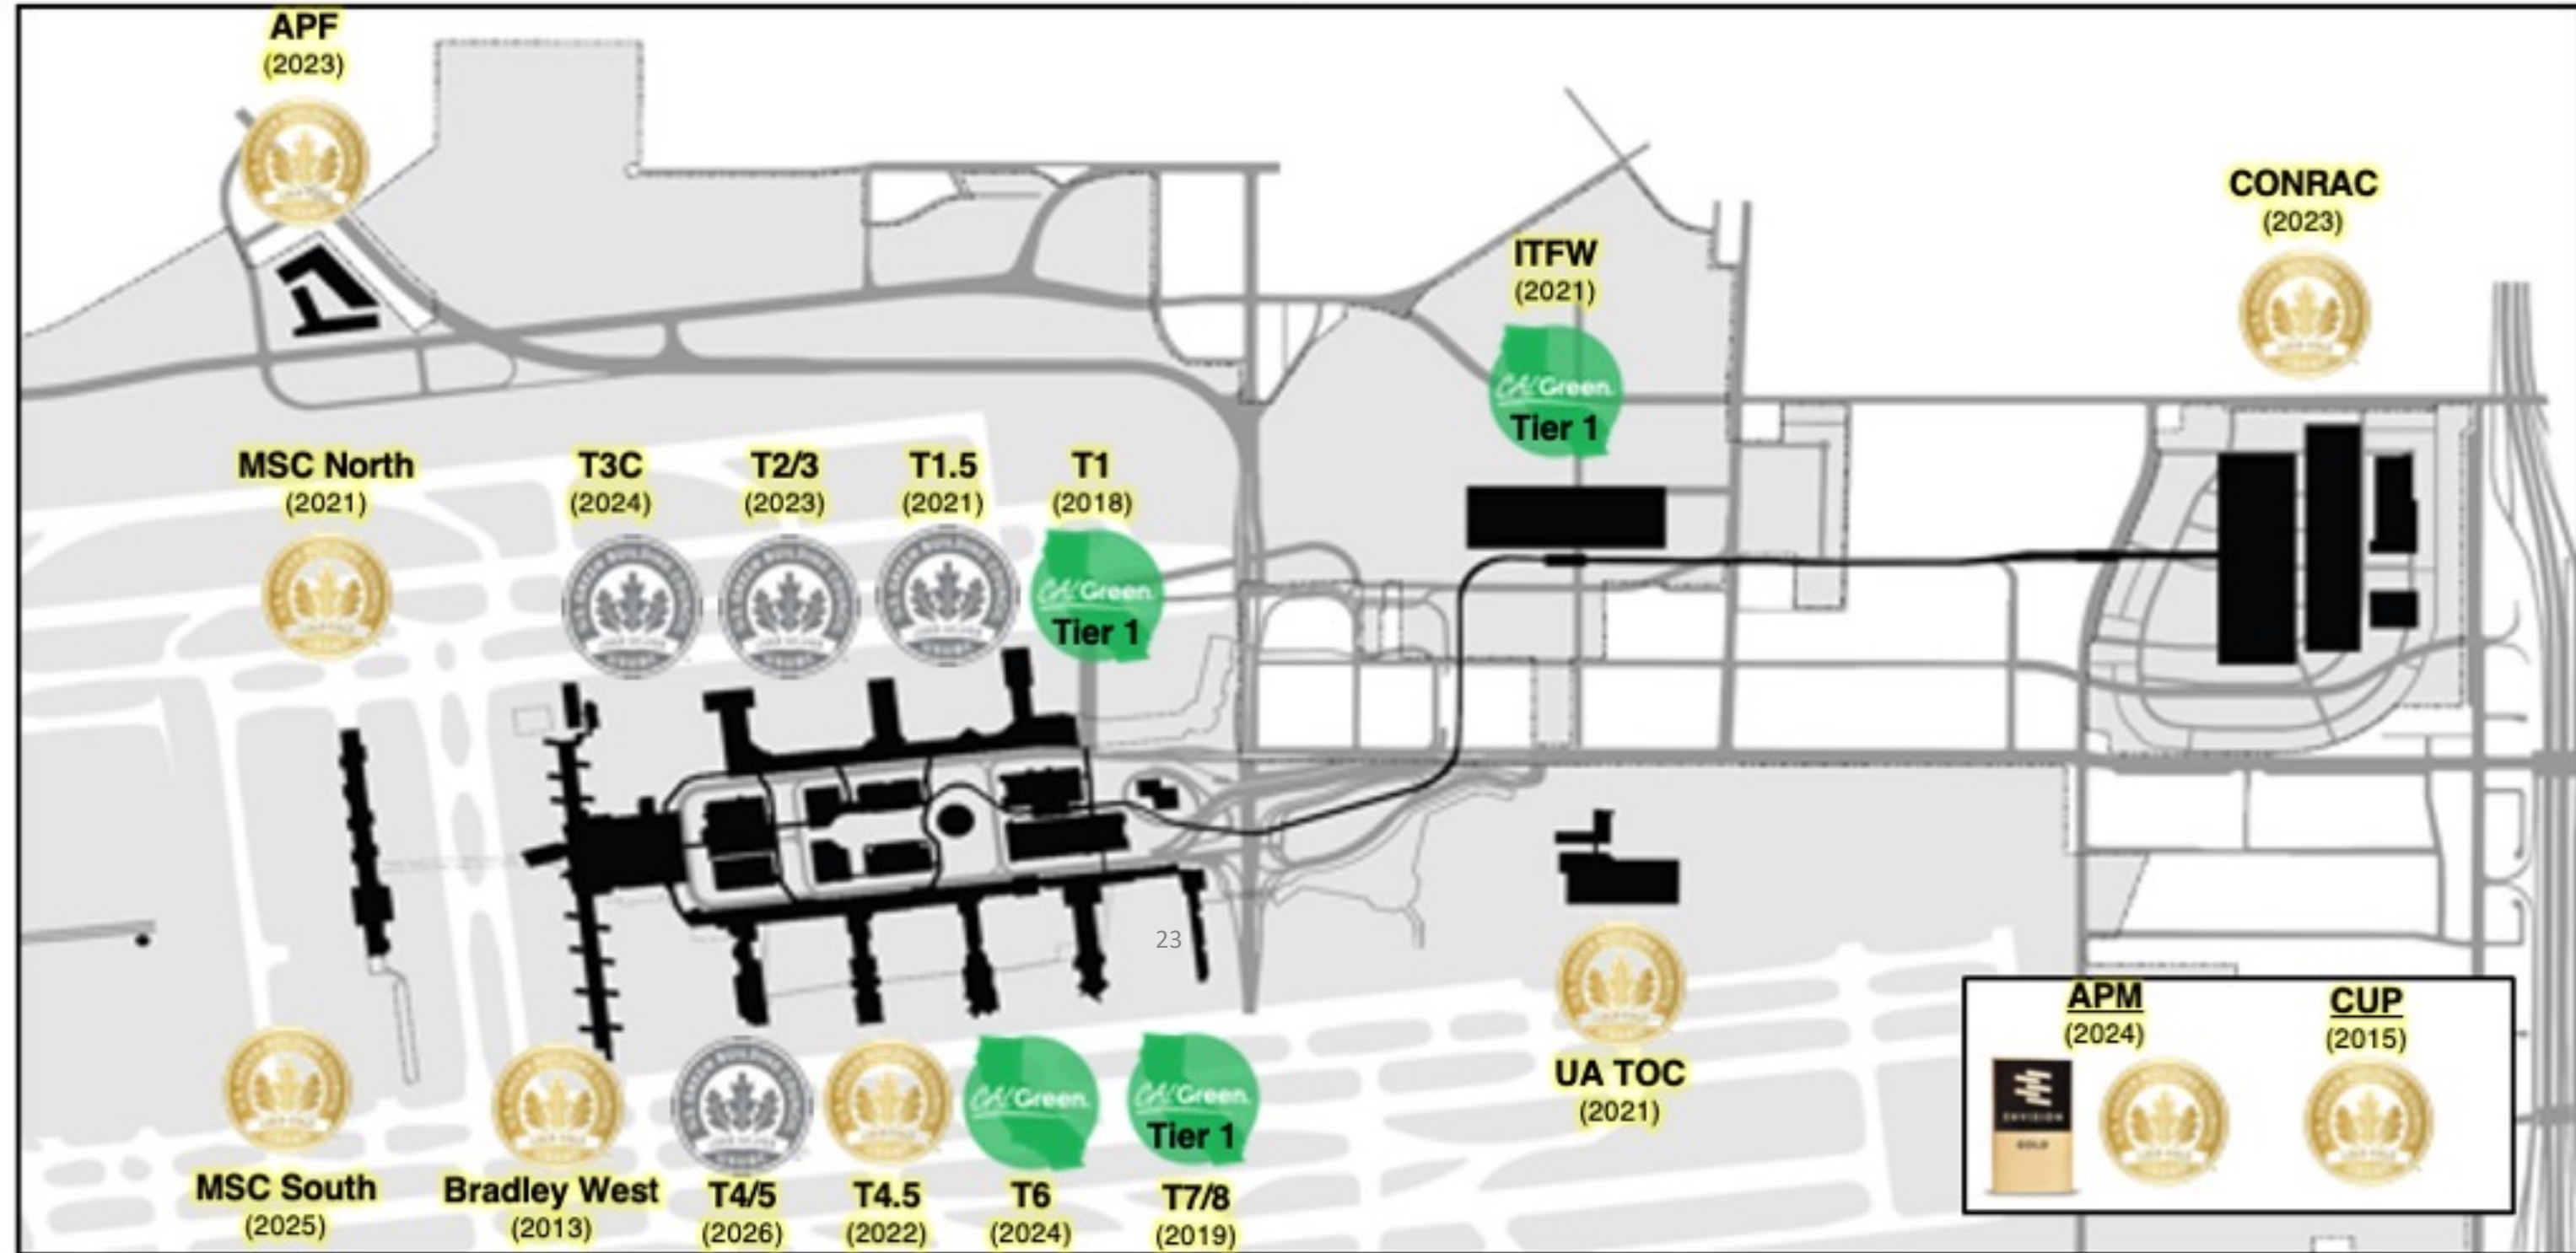 APF
(2023)
CONRAC
(2023)
ITFW
(2021)
CALGreen.
Tier 1
MSC North
(2021)
T3C
(2024)
T2/3
(2023)
T1.5
(2021)
T1
(2018)
CALGreen.
Tier 1
23
MSC South
(2025)
Bradley West
(2013)
T4/5
(2026)
T4.5
(2022)
CALGreen.
T6
(2024)
CALGreen.
Tier 1
T7/8
(2019)
UA TOC
(2021)
APM
(2024)
ENVISION
GOLD
CUP
(2015)